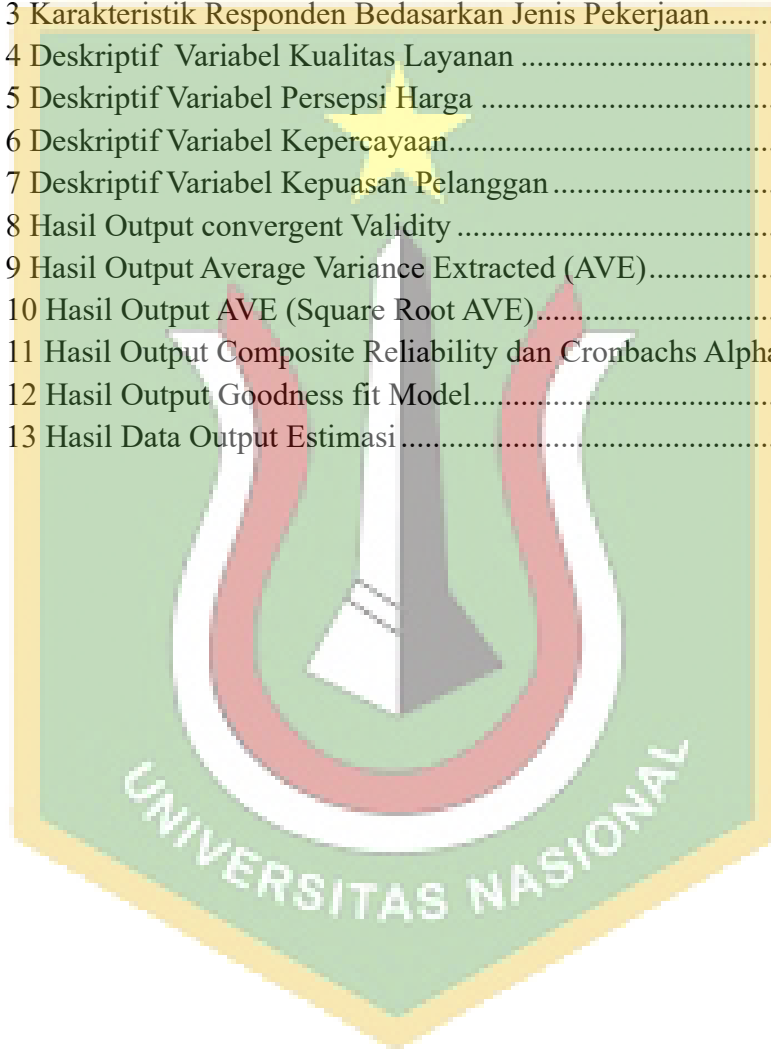 3 Karakteristik Responden Bedasarkan Jenis Pekerjaan.......
4 Deskriptif  Variabel Kualitas Layanan ..............................
5 Deskriptif Variabel Persepsi Harga ...................................
6 Deskriptif Variabel Kepercayaan.......................................
7 Deskriptif Variabel Kepuasan Pelanggan ..........................
8 Hasil Output convergent Validity ......................................
9 Hasil Output Average Variance Extracted (AVE)...............
10 Hasil Output AVE (Square Root AVE)............................
11 Hasil Output Composite Reliability dan Cronbachs Alpha
12 Hasil Output Goodness fit Model....................................
13 Hasil Data Output Estimasi .............................................
UNIVERSITAS NASIONAL